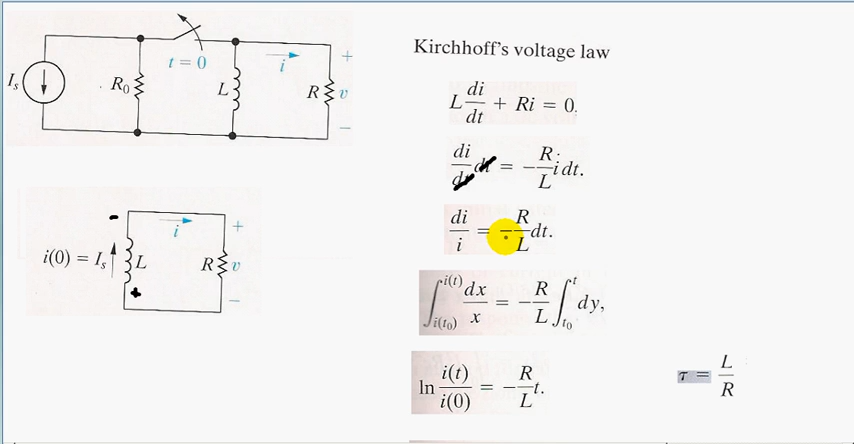 Kirchhoff's voltage law
I_s
R_0
t = 0
L
i
R
+
v
−
L di/dt + Ri = 0.
di/dt dt = −R/L i dt.
di/i = −R/L dt.
−
+
i(0) = I_s
L
i
R
+
v
−
∫_{i(t_0)}^{i(t)} dx/x = −R/L ∫_{t_0}^{t} dy,
ln i(t)/i(0) = −R/L t.
τ = L/R